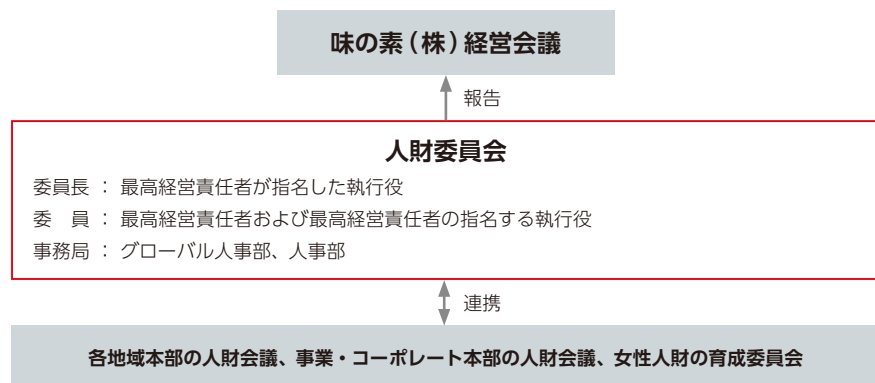 味の素（株）経営会議
報告
人財委員会
委員長 ： 最高経営責任者が指名した執行役
委　員 ： 最高経営責任者および最高経営責任者の指名する執行役
事務局 ： グローバル人事部、人事部
連携
各地域本部の人財会議、事業・コーポレート本部の人財会議、女性人財の育成委員会